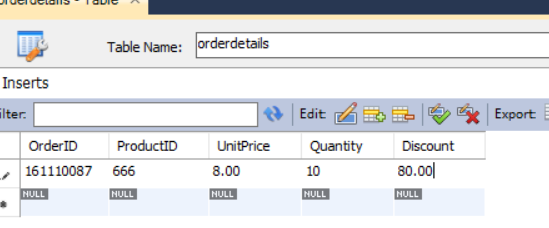 orderdetails - Table
Table Name: orderdetails
Inserts
Filter: Edit: Export:
OrderID ProductID UnitPrice Quantity Discount
161110087 666 8.00 10 80.00
NULL NULL NULL NULL NULL